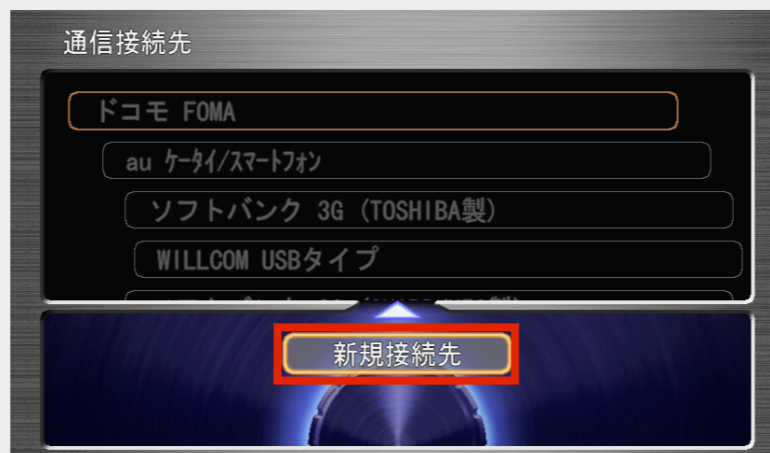 通信接続先
ドコモ FOMA
au ケータイ/スマートフォン
ソフトバンク 3G (TOSHIBA製)
WILLCOM USBタイプ
新規接続先